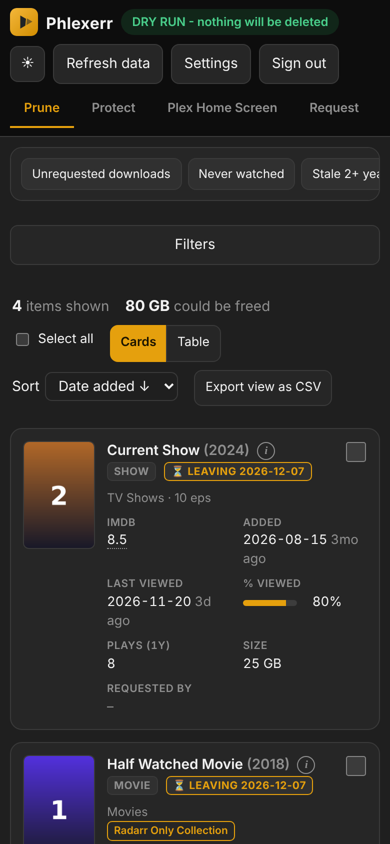 Phlexerr
DRY RUN - nothing will be deleted
Refresh data
Settings
Sign out
Prune
Protect
Plex Home Screen
Request
Unrequested downloads
Never watched
Stale 2+
Filters
4 items shown
80 GB could be freed
Select all
Cards
Table
Sort
Date added ↓
Export view as CSV
2
Current Show (2024)
i
SHOW
⏳ LEAVING 2026-12-07
TV Shows · 10 eps
IMDB
ADDED
8.5
2026-08-15 3mo
ago
LAST VIEWED
% VIEWED
2026-11-20 3d
ago
80%
PLAYS (1Y)
SIZE
8
25 GB
REQUESTED BY
–
1
Half Watched Movie (2018)
i
MOVIE
⏳ LEAVING 2026-12-07
Movies
Radarr Only Collection